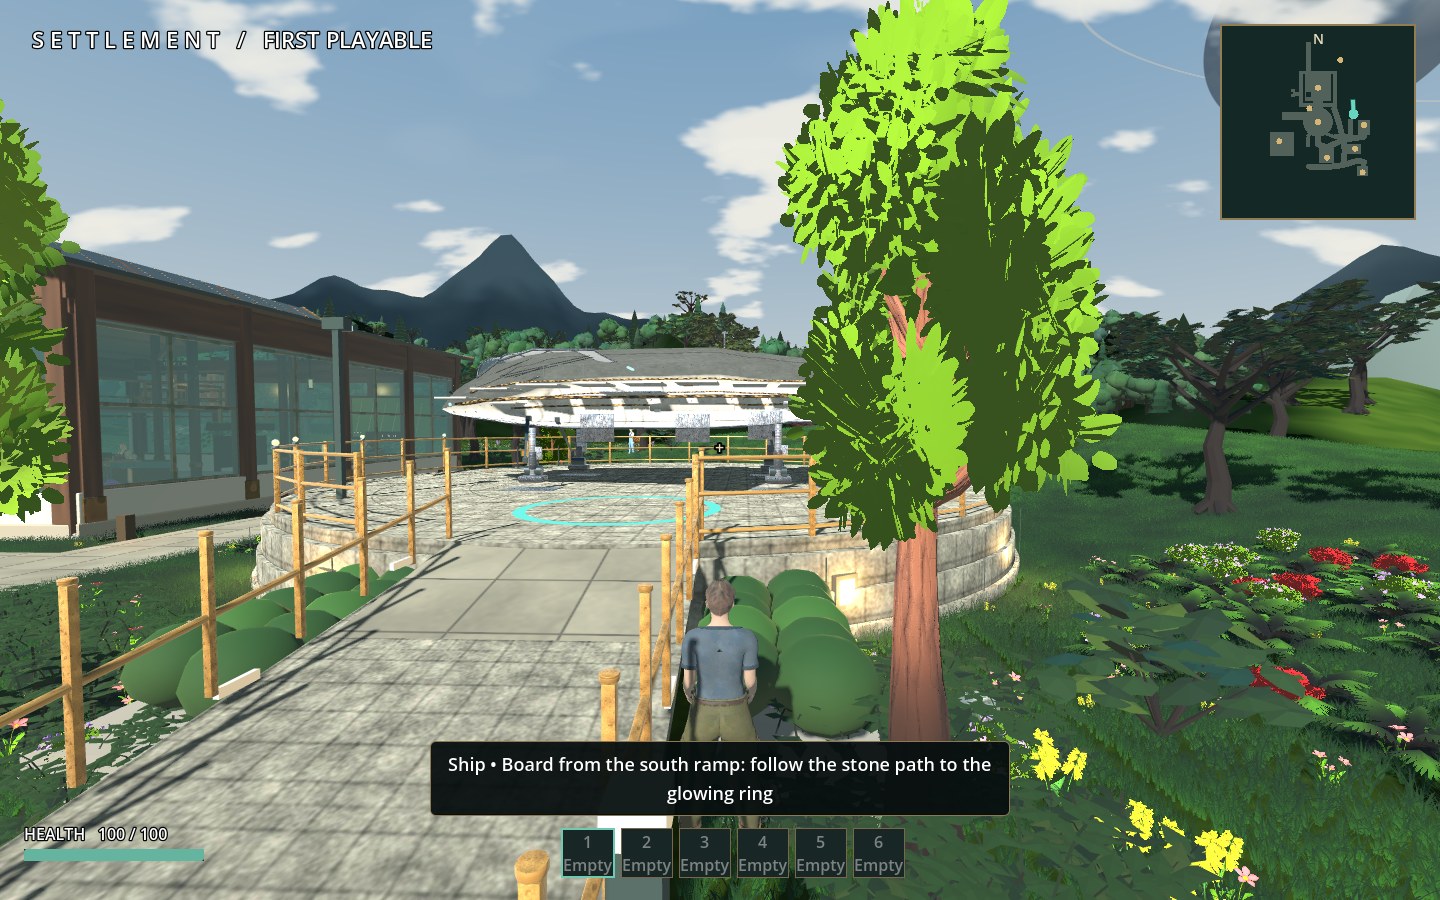 SETTLEMENT / FIRST PLAYABLE
N
Ship • Board from the south ramp: follow the stone path to the
glowing ring
HEALTH 100 / 100
1 2 3 4 5 6
Empty Empty Empty Empty Empty Empty